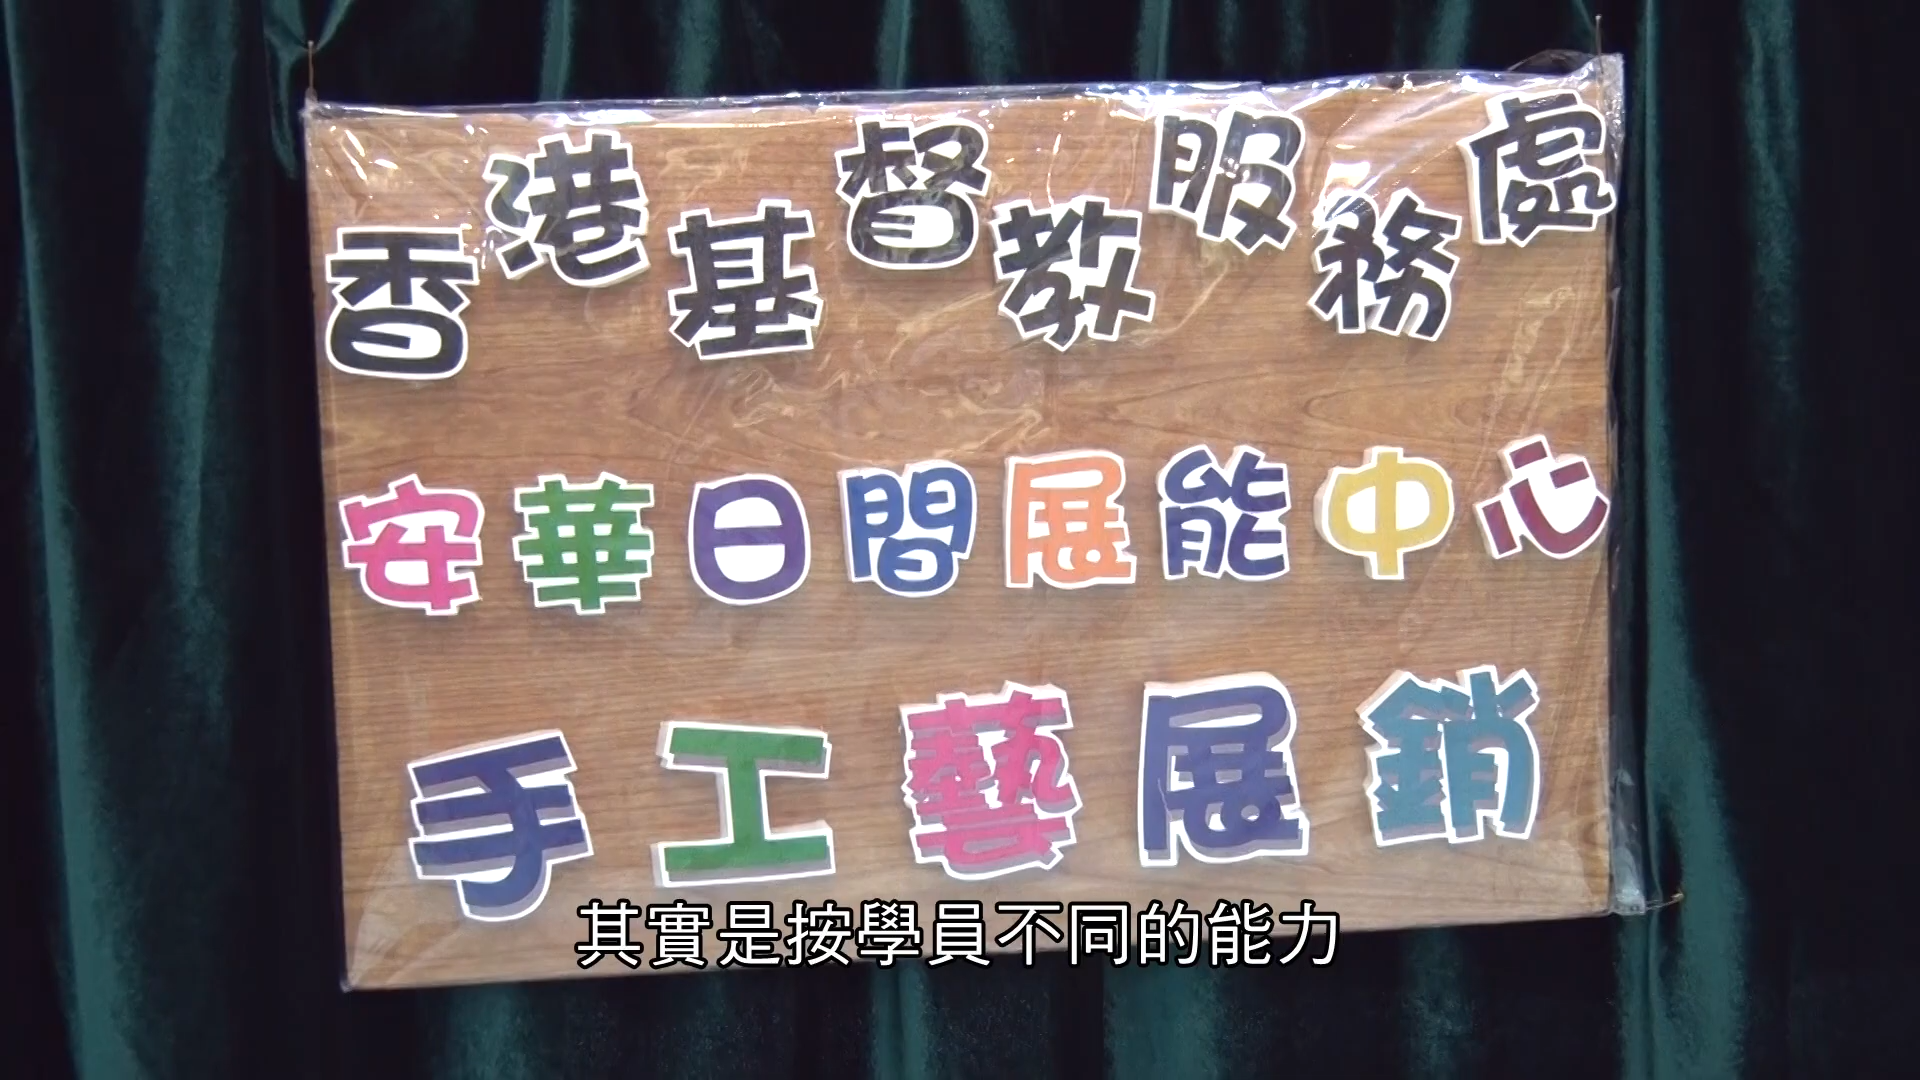 香港基督教服務處
安華日間展能中心
手工藝展銷
其實是按學員不同的能力